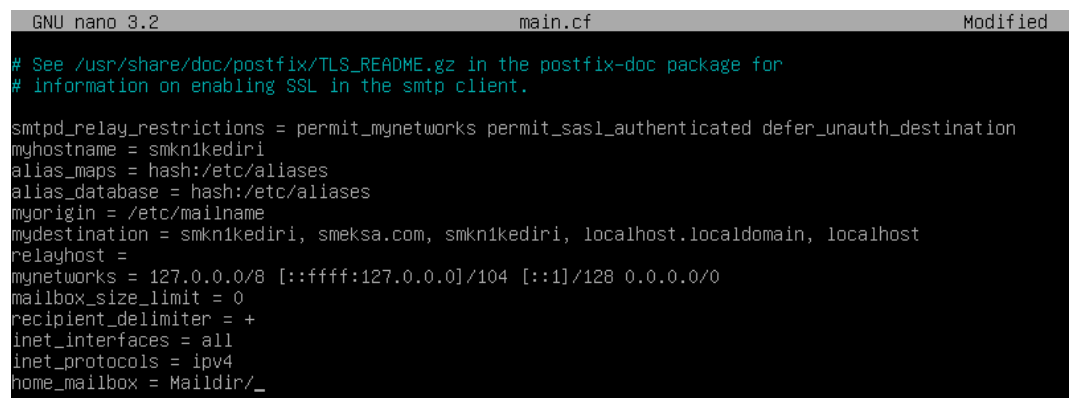 GNU nano 3.2 main.cf Modified
# See /usr/share/doc/postfix/TLS_README.gz in the postfix-doc package for
# information on enabling SSL in the smtp client.
smtpd_relay_restrictions = permit_mynetworks permit_sasl_authenticated defer_unauth_destination
myhostname = smkn1kediri
alias_maps = hash:/etc/aliases
alias_database = hash:/etc/aliases
myorigin = /etc/mailname
mydestination = smkn1kediri, smeksa.com, smkn1kediri, localhost.localdomain, localhost
relayhost =
mynetworks = 127.0.0.0/8 [::ffff:127.0.0.0]/104 [::1]/128 0.0.0.0/0
mailbox_size_limit = 0
recipient_delimiter = +
inet_interfaces = all
inet_protocols = ipv4
home_mailbox = Maildir/_